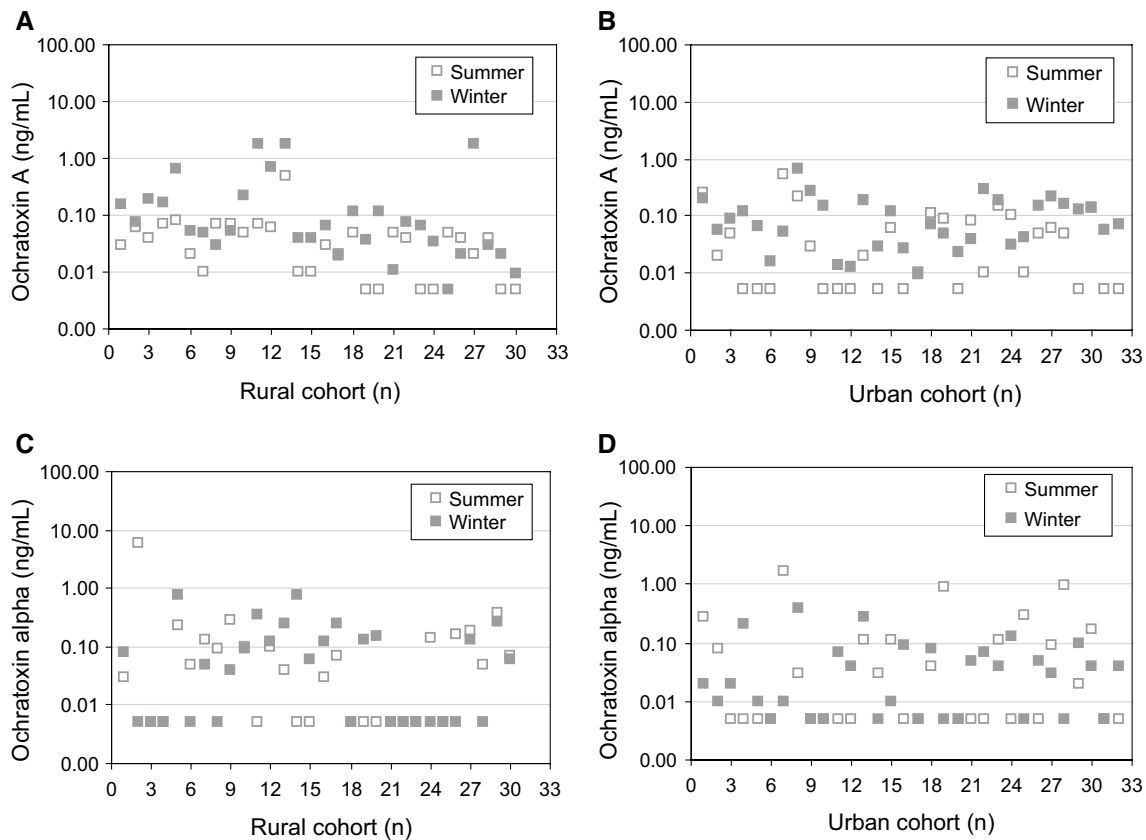 A
Ochratoxin A (ng/mL)
100.00
10.00
1.00
0.10
0.01
0.00
Summer
Winter
0 3 6 9 12 15 18 21 24 27 30 33
Rural cohort (n)
B
Ochratoxin A (ng/mL)
100.00
10.00
1.00
0.10
0.01
0.00
Summer
Winter
0 3 6 9 12 15 18 21 24 27 30 33
Urban cohort (n)
C
Ochratoxin alpha (ng/mL)
100.00
10.00
1.00
0.10
0.01
0.00
Summer
Winter
0 3 6 9 12 15 18 21 24 27 30 33
Rural cohort (n)
D
Ochratoxin alpha (ng/mL)
100.00
10.00
1.00
0.10
0.01
0.00
Summer
Winter
0 3 6 9 12 15 18 21 24 27 30 33
Urban cohort (n)